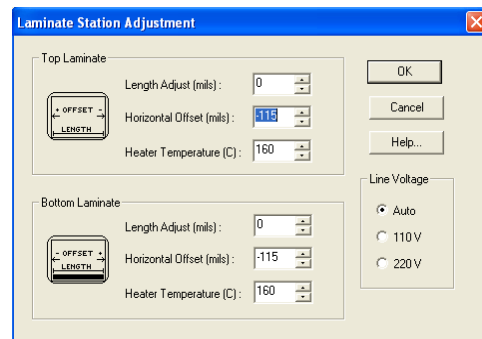 Laminate Station Adjustment
Top Laminate
+ OFFSET -
LENGTH
Length Adjust (mils) : 0
Horizontal Offset (mils) : -115
Heater Temperature (C) : 160
OK
Cancel
Help...
Line Voltage
Auto
110 V
220 V
Bottom Laminate
- OFFSET +
LENGTH
Length Adjust (mils) : 0
Horizontal Offset (mils) : -115
Heater Temperature (C) : 160